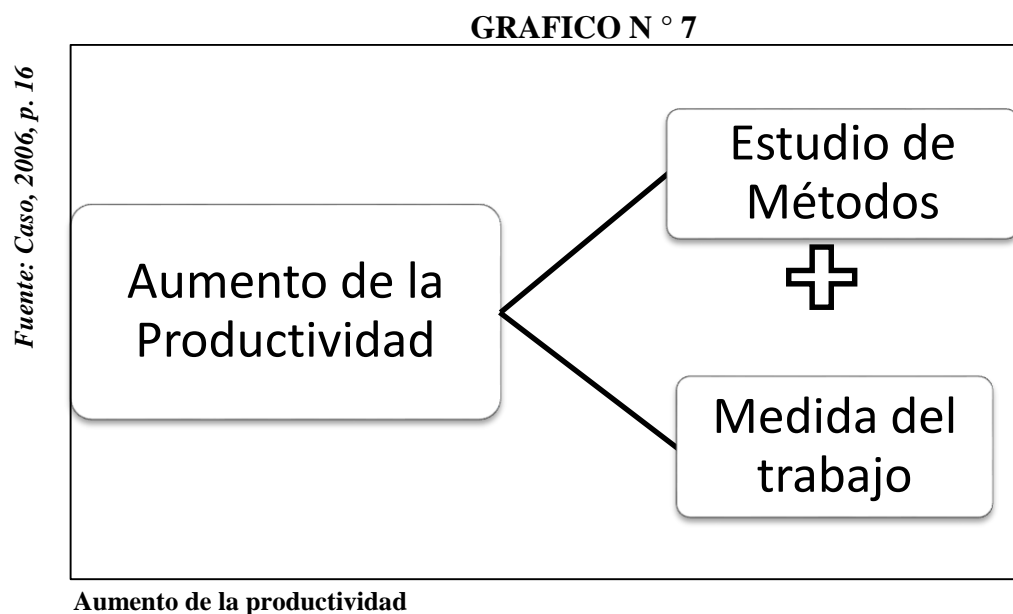 GRAFICO N ° 7
Fuente: Caso, 2006, p. 16
Aumento de la
Productividad
Estudio de
Métodos
Medida del
trabajo
Aumento de la productividad